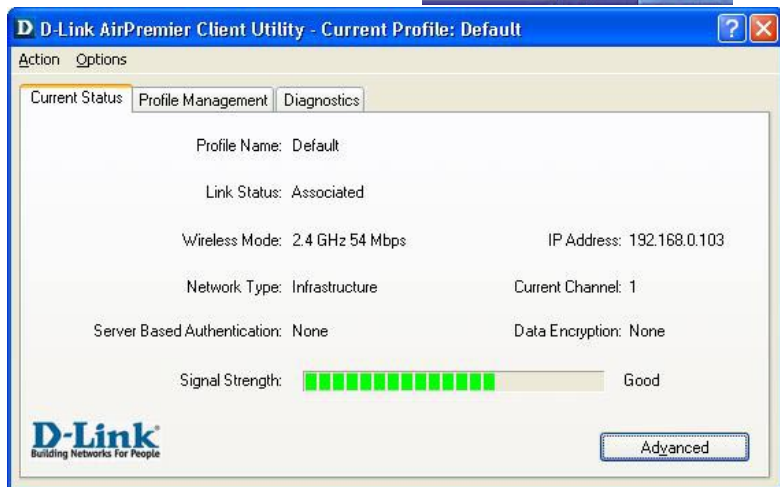 D D-Link AirPremier Client Utility - Current Profile: Default
Action Options
Current Status Profile Management Diagnostics
Profile Name: Default
Link Status: Associated
Wireless Mode: 2.4 GHz 54 Mbps IP Address: 192.168.0.103
Network Type: Infrastructure Current Channel: 1
Server Based Authentication: None Data Encryption: None
Signal Strength: Good
D-Link
Building Networks For People
Advanced